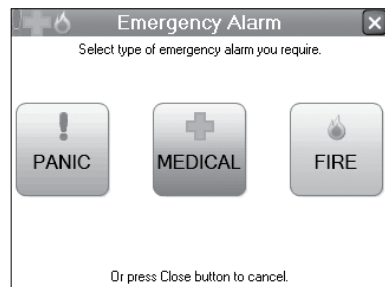 Emergency Alarm
Select type of emergency alarm you require.
PANIC MEDICAL FIRE
Or press Close button to cancel.